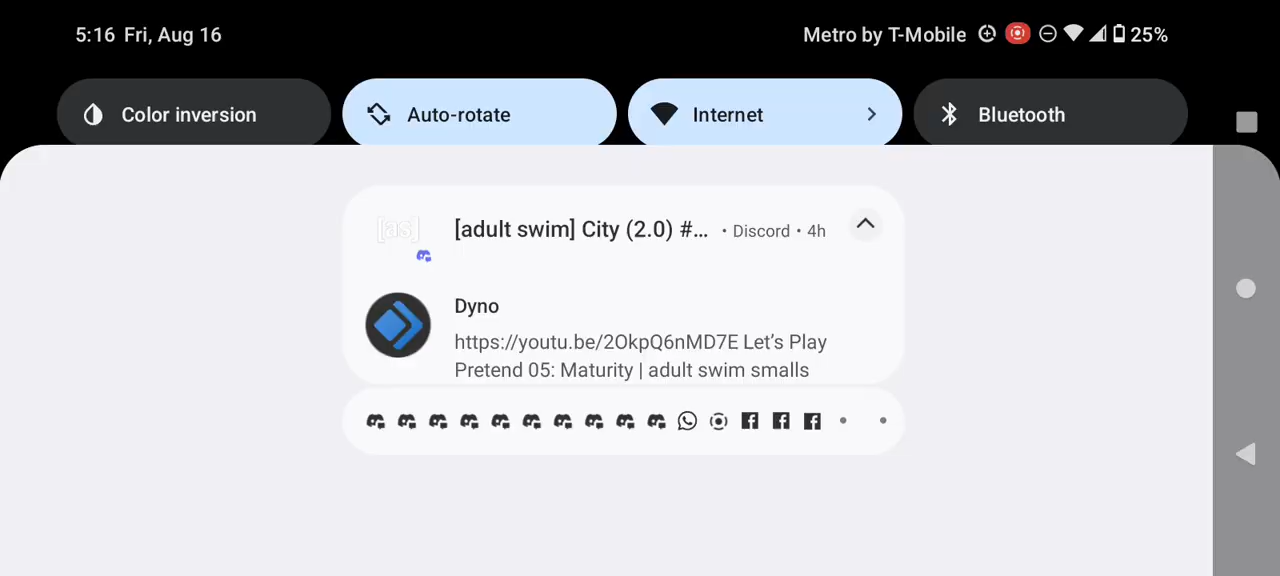 5:16 Fri, Aug 16
Metro by T-Mobile 25%
Color inversion
Auto-rotate
Internet
Bluetooth
[as]
[adult swim] City (2.0) #... • Discord • 4h
Dyno
https://youtu.be/2OkpQ6nMD7E Let’s Play
Pretend 05: Maturity | adult swim smalls